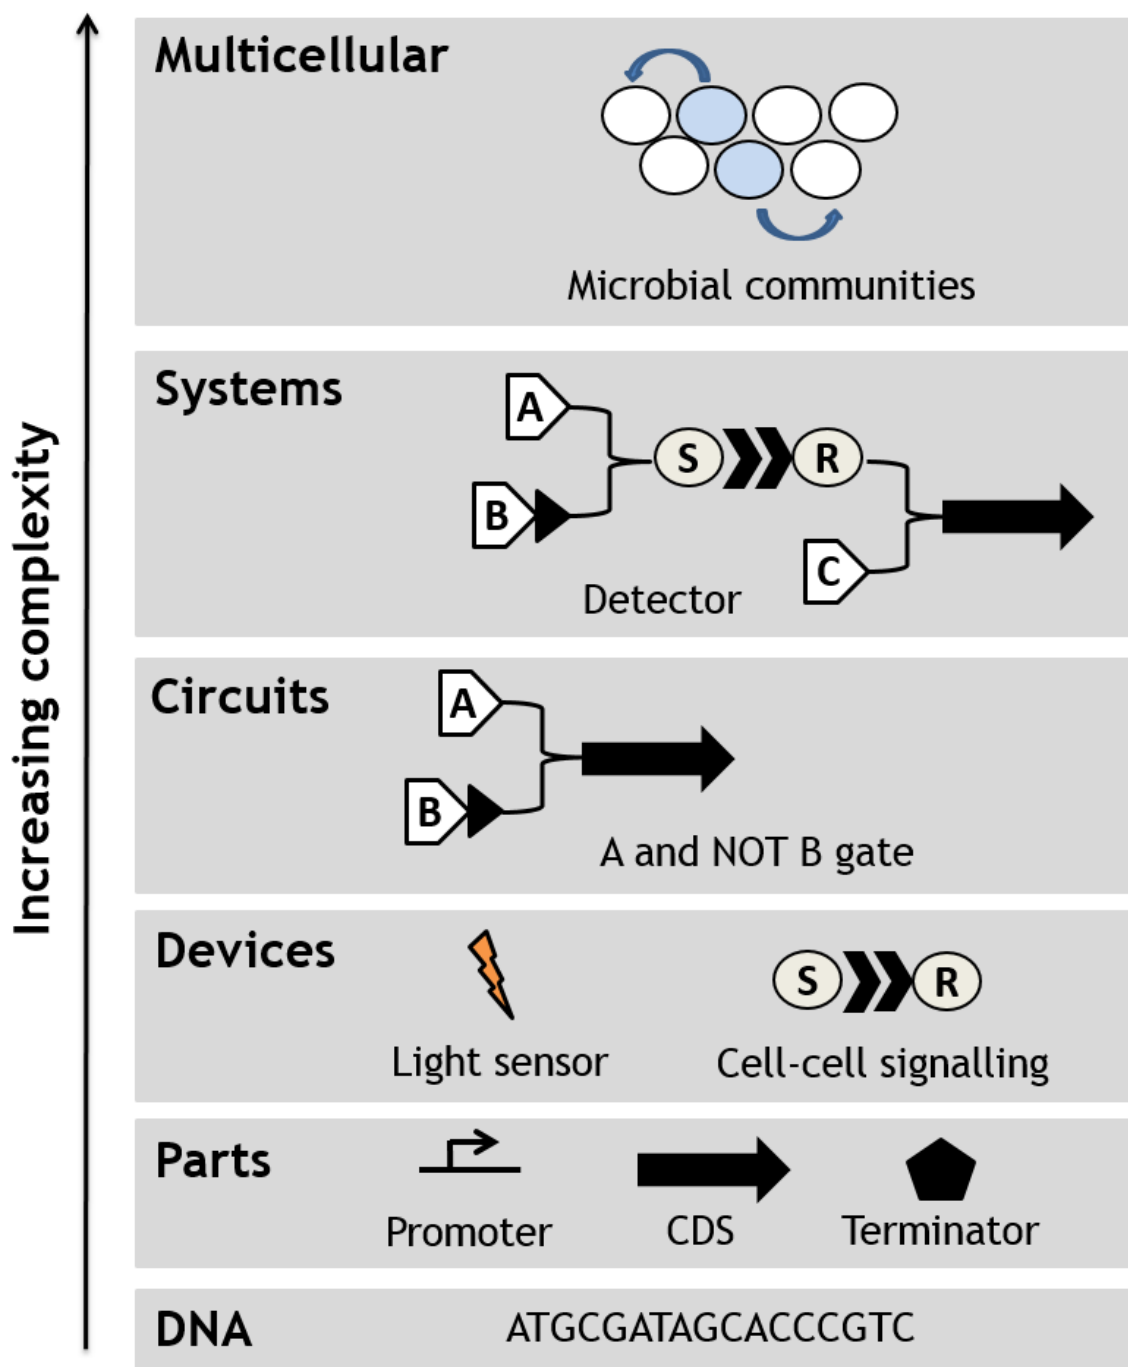 Increasing complexity
Multicellular
Microbial communities
Systems
A
S
R
B
C
Detector
Circuits
A
B
A and NOT B gate
Devices
S
R
Light sensor
Cell-cell signalling
Parts
Promoter
CDS
Terminator
DNA
ATGCGATAGCACCCGTC